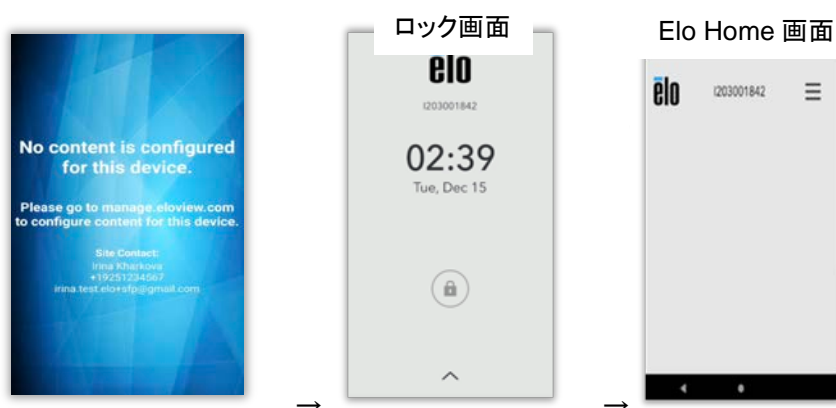 No content is configured
for this device.
Please go to manage.eloview.com
to configure content for this device.
Site Contact:
Irina Kharkova
+19251234567
irina.test.elo+sfp@gmail.com
→
ロック画面
elo
I203001842
02:39
Tue, Dec 15
→
Elo Home 画面
elo
I203001842